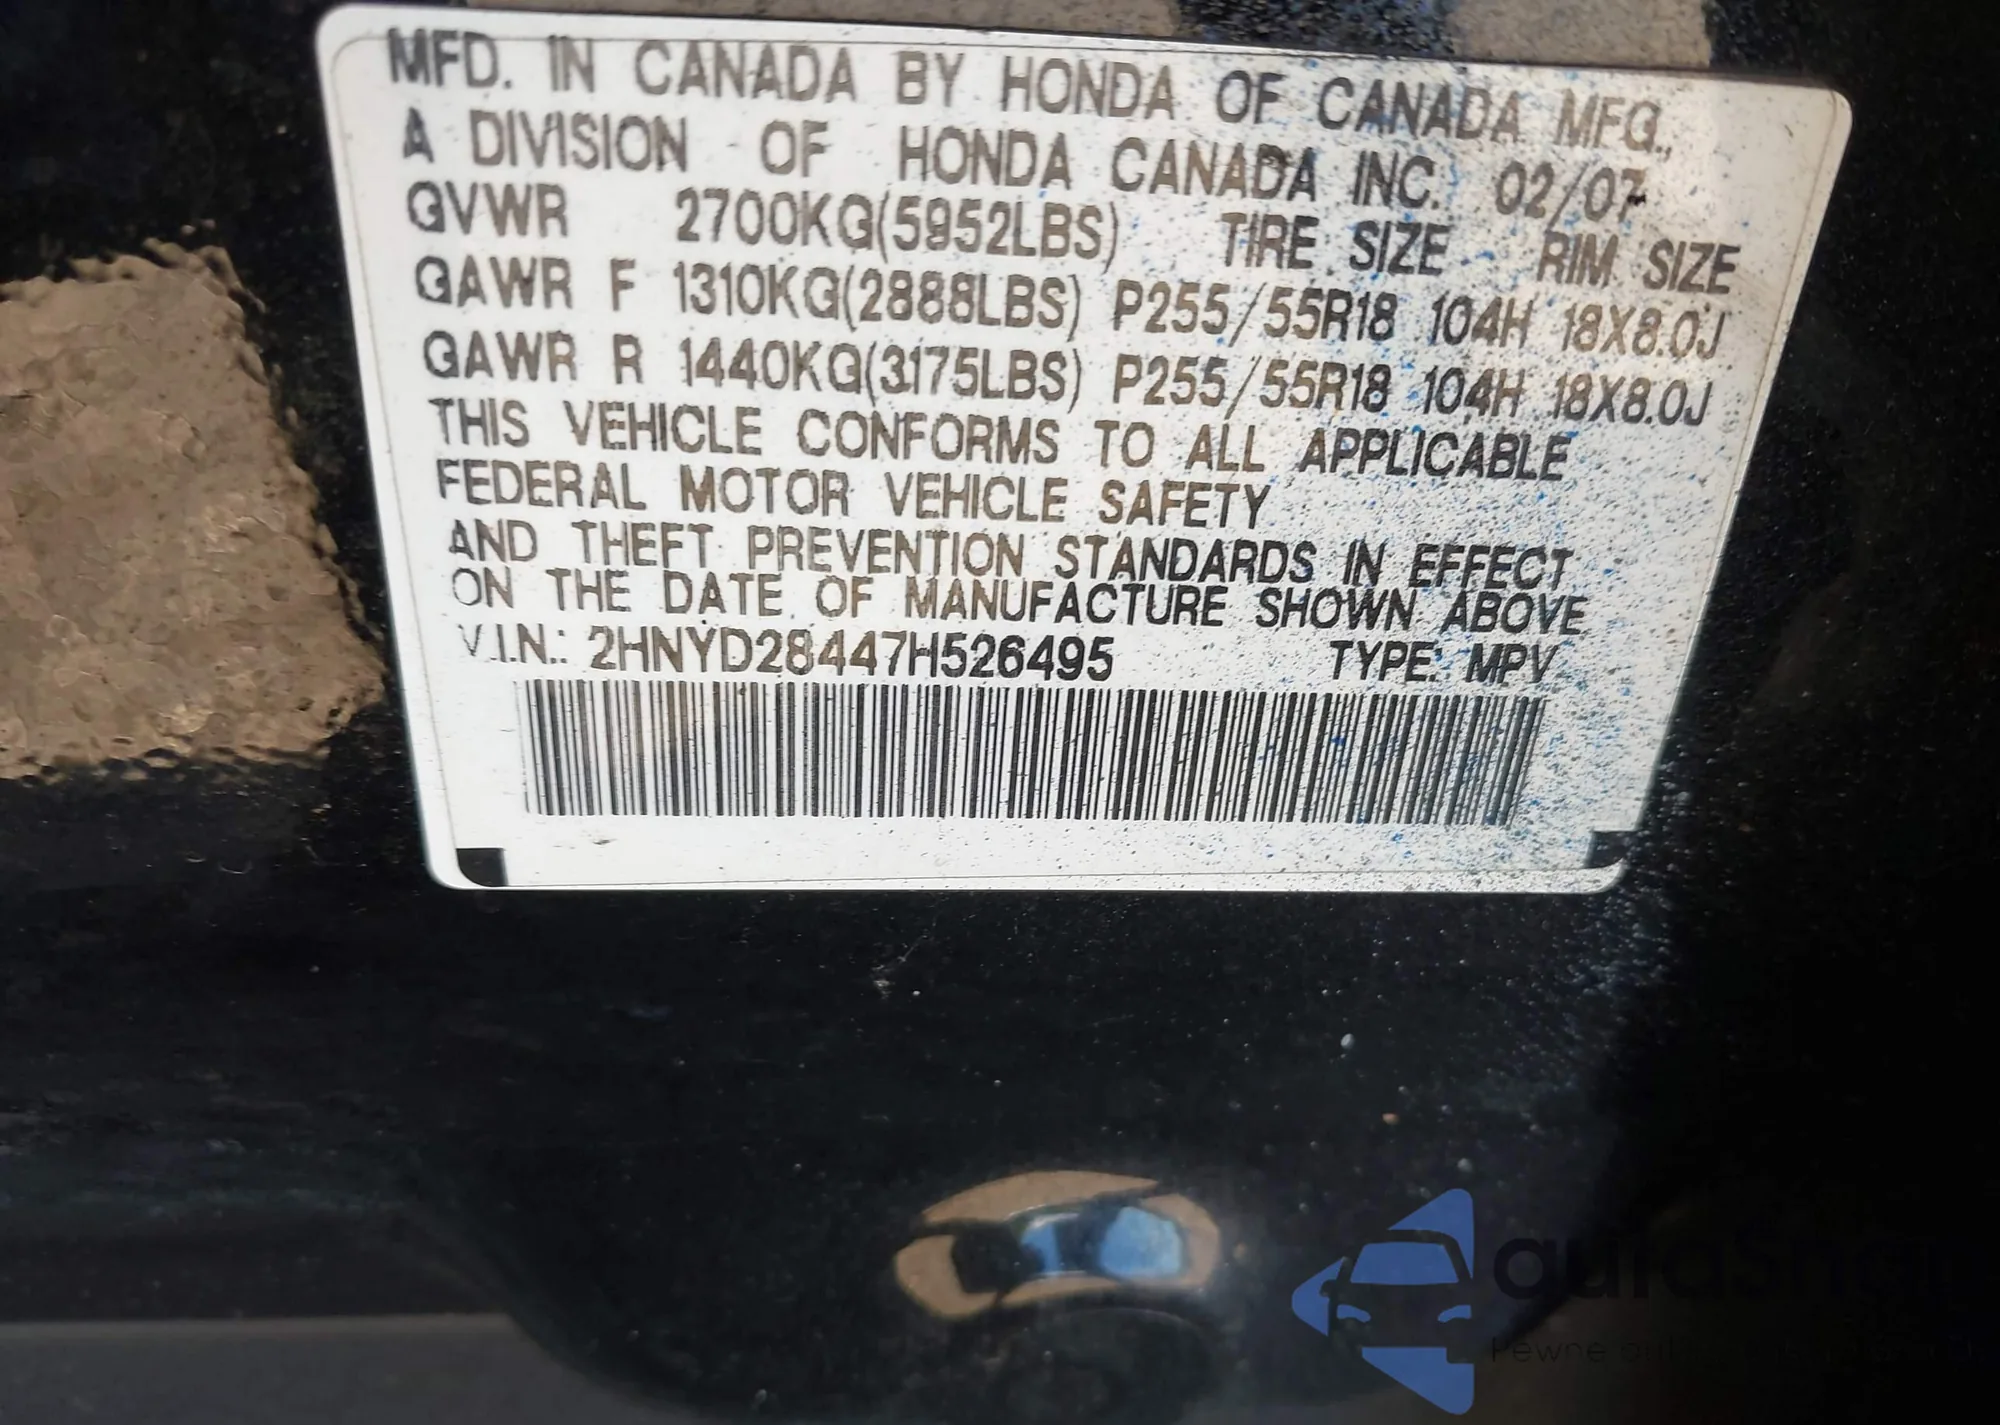 MFD. IN CANADA BY HONDA OF CANADA MFG.,
A DIVISION OF HONDA CANADA INC. 02/07
GVWR 2700KG(5952LBS) TIRE SIZE RIM SIZE
GAWR F 1310KG(2888LBS) P255/55R18 104H 18X8.0J
GAWR R 1440KG(3175LBS) P255/55R18 104H 18X8.0J
THIS VEHICLE CONFORMS TO ALL APPLICABLE
FEDERAL MOTOR VEHICLE SAFETY
AND THEFT PREVENTION STANDARDS IN EFFECT
ON THE DATE OF MANUFACTURE SHOWN ABOVE
V.I.N.: 2HNYD28447H526495 TYPE: MPV
Pewne